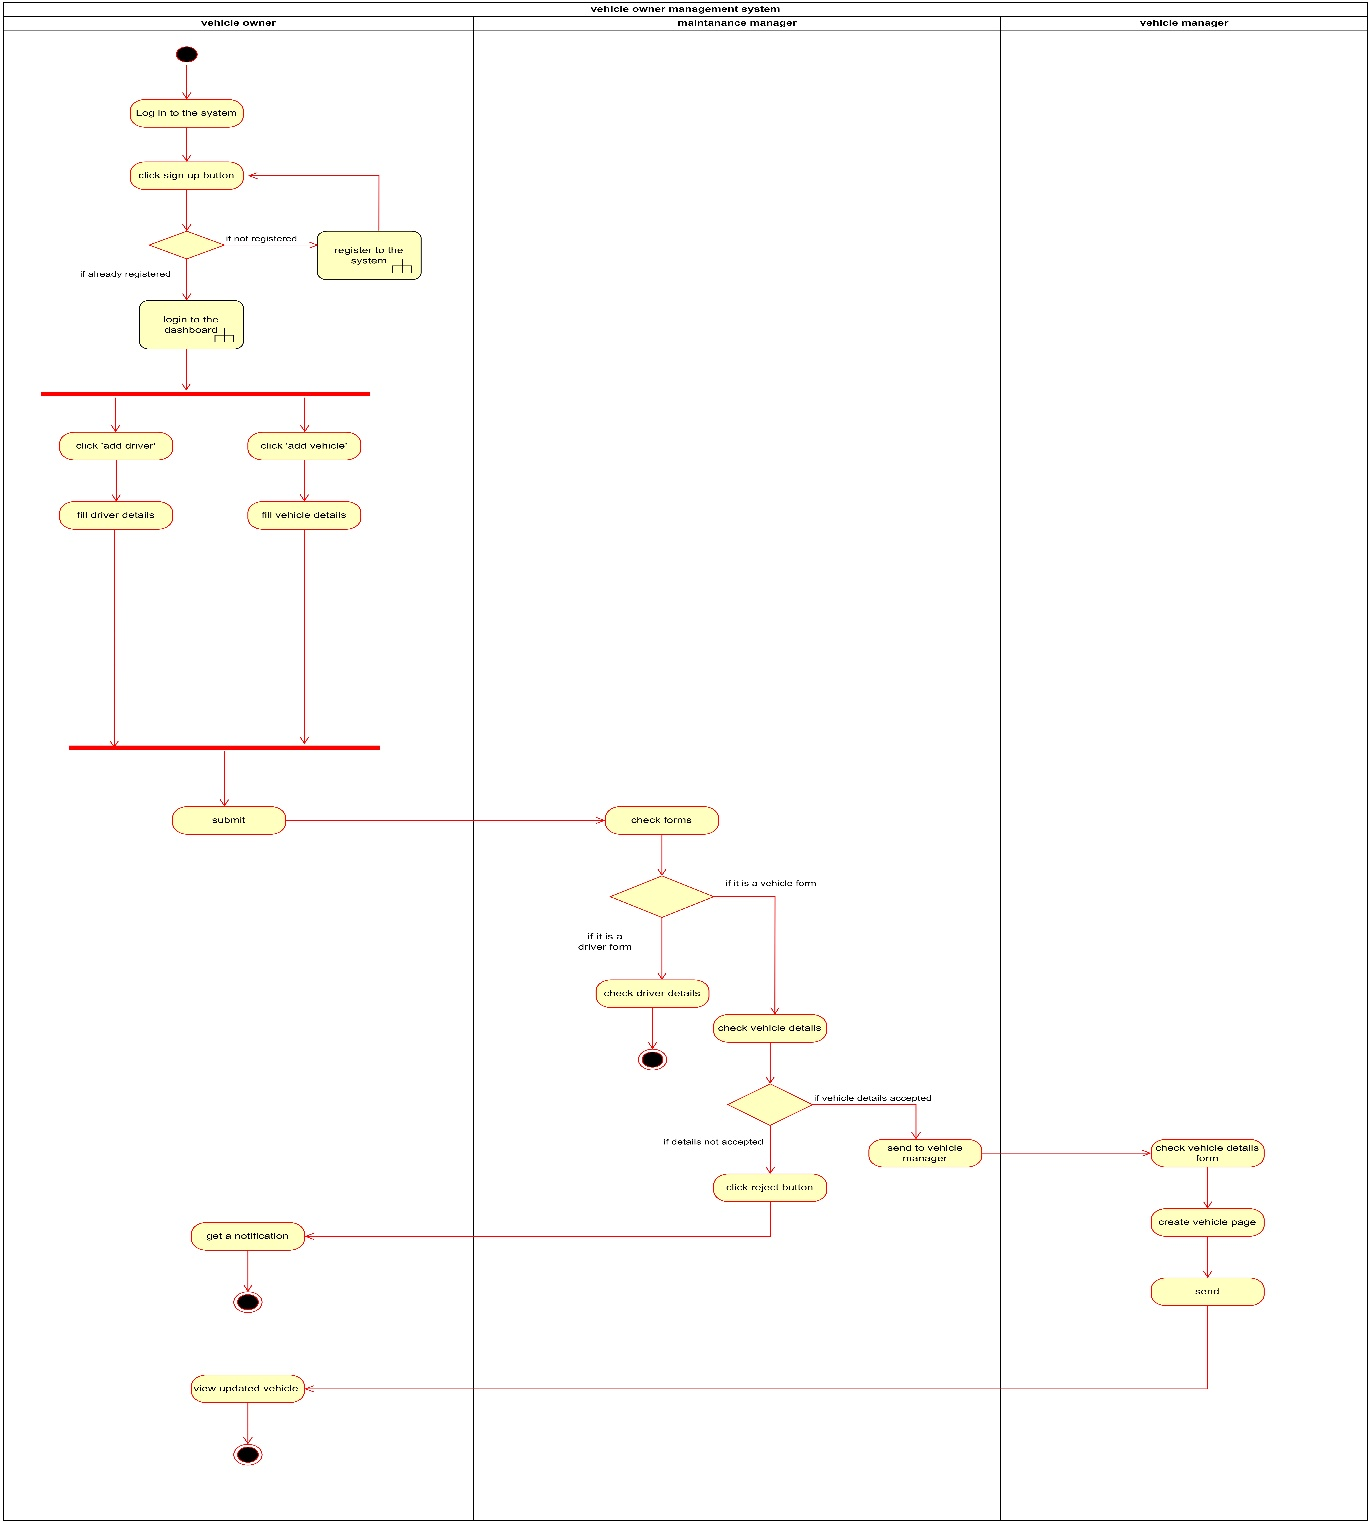 vehicle owner management system
vehicle owner
maintanance manager
vehicle manager
Log in to the system
click sign up button
if not registered
register to the
system
if already registered
login to the
dashboard
click 'add driver'
click 'add vehicle'
fill driver details
fill vehicle details
submit
check forms
if it is a vehicle form
if it is a
driver form
check driver details
check vehicle details
if vehicle details accepted
if details not accepted
send to vehicle
manager
check vehicle details
form
click reject button
create vehicle page
get a notification
send
view updated vehicle